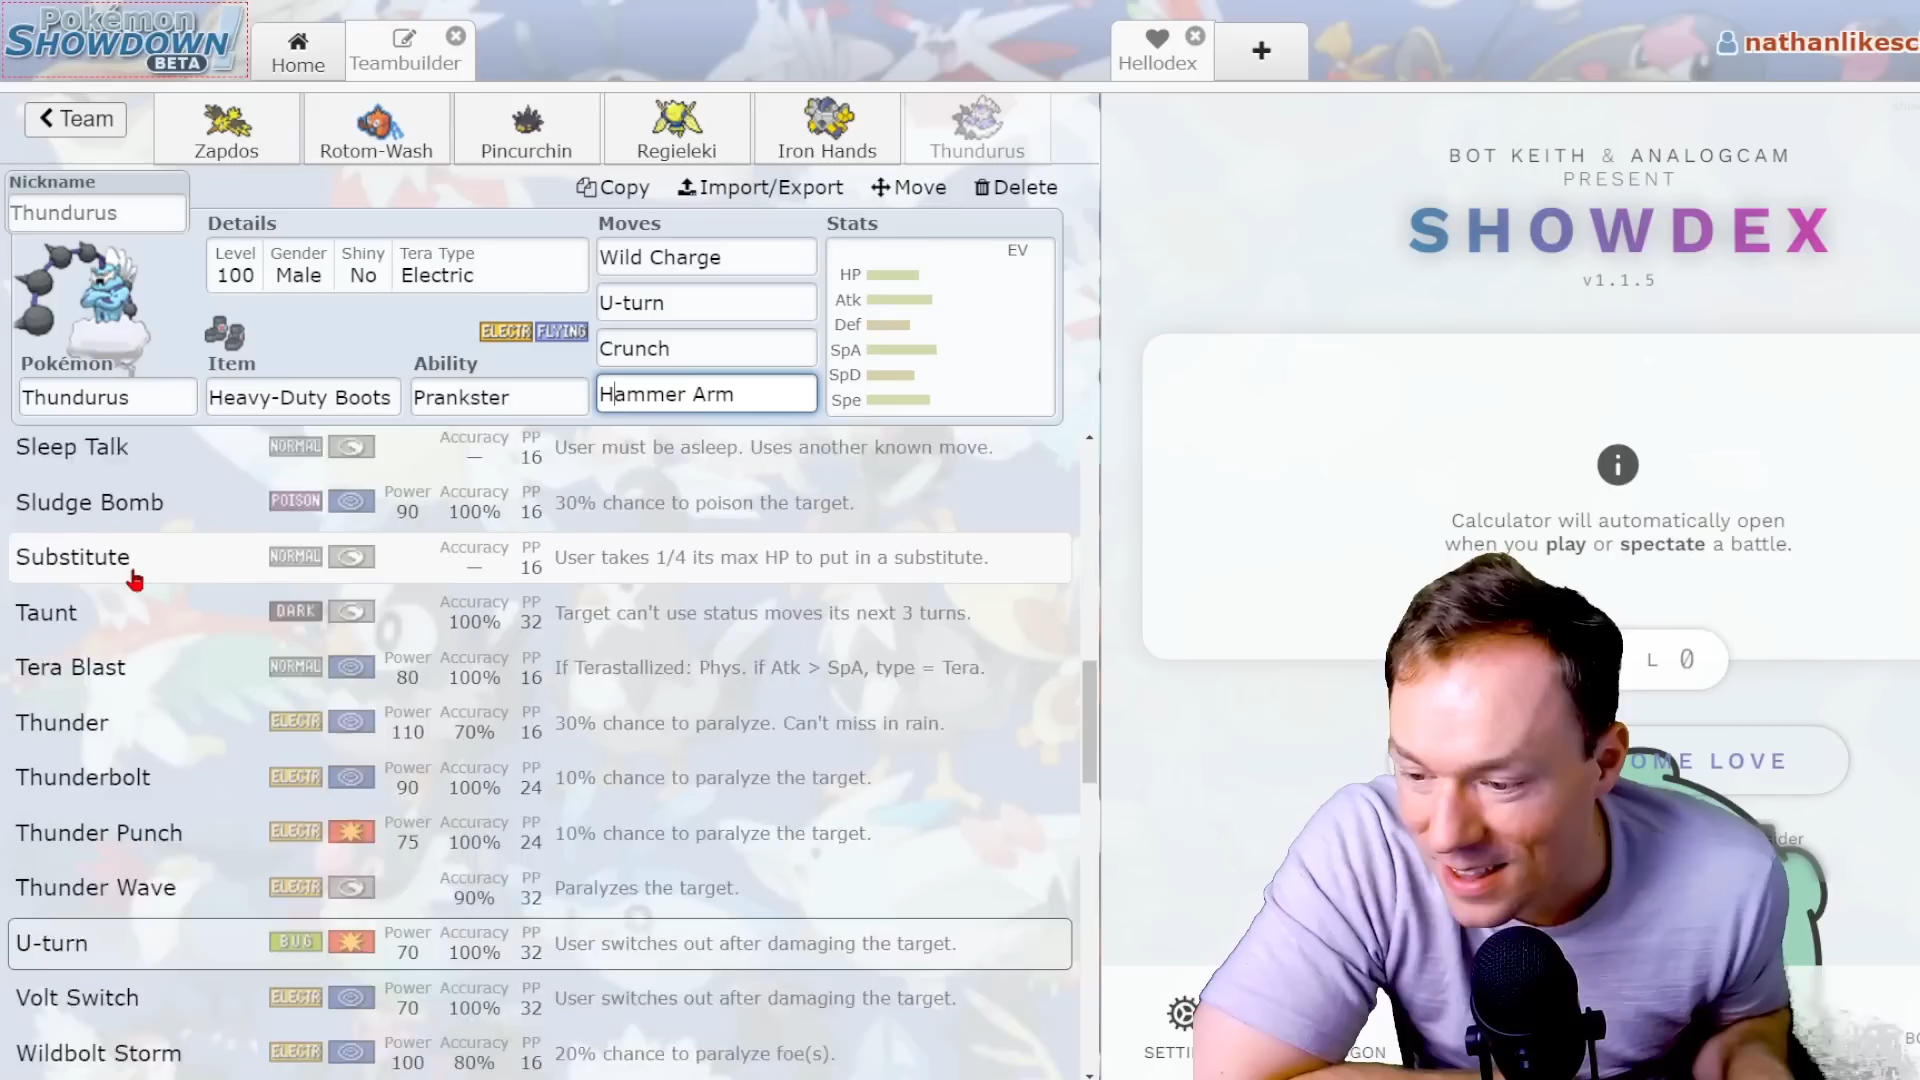 Pokémon
SHOWDOWN!
BETA
Home
Teambuilder
Hellodex
+
nathanlikesc
Team
Zapdos
Rotom-Wash
Pincurchin
Regieleki
Iron Hands
Thundurus
Nickname
Thundurus
Copy
Import/Export
Move
Delete
Details
Level
100
Gender
Male
Shiny
No
Tera Type
Electric
ELECTR FLYING
Pokémon
Thundurus
Item
Heavy-Duty Boots
Ability
Prankster
Moves
Wild Charge
U-turn
Crunch
Hammer Arm
Stats
EV
HP
Atk
Def
SpA
SpD
Spe
Sleep Talk NORMAL Accuracy — PP 16 User must be asleep. Uses another known move.
Sludge Bomb POISON Power 90 Accuracy 100% PP 16 30% chance to poison the target.
Substitute NORMAL Accuracy — PP 16 User takes 1/4 its max HP to put in a substitute.
Taunt DARK Accuracy 100% PP 32 Target can't use status moves its next 3 turns.
Tera Blast NORMAL Power 80 Accuracy 100% PP 16 If Terastallized: Phys. if Atk > SpA, type = Tera.
Thunder ELECTR Power 110 Accuracy 70% PP 16 30% chance to paralyze. Can't miss in rain.
Thunderbolt ELECTR Power 90 Accuracy 100% PP 24 10% chance to paralyze the target.
Thunder Punch ELECTR Power 75 Accuracy 100% PP 24 10% chance to paralyze the target.
Thunder Wave ELECTR Accuracy 90% PP 32 Paralyzes the target.
U-turn BUG Power 70 Accuracy 100% PP 32 User switches out after damaging the target.
Volt Switch ELECTR Power 70 Accuracy 100% PP 32 User switches out after damaging the target.
Wildbolt Storm ELECTR Power 100 Accuracy 80% PP 16 20% chance to paralyze foe(s).
BOT KEITH & ANALOGCAM
PRESENT
SHOWDEX
v1.1.5
Calculator will automatically open
when you play or spectate a battle.
L 0
OME LOVE
ider
SETTI
GON